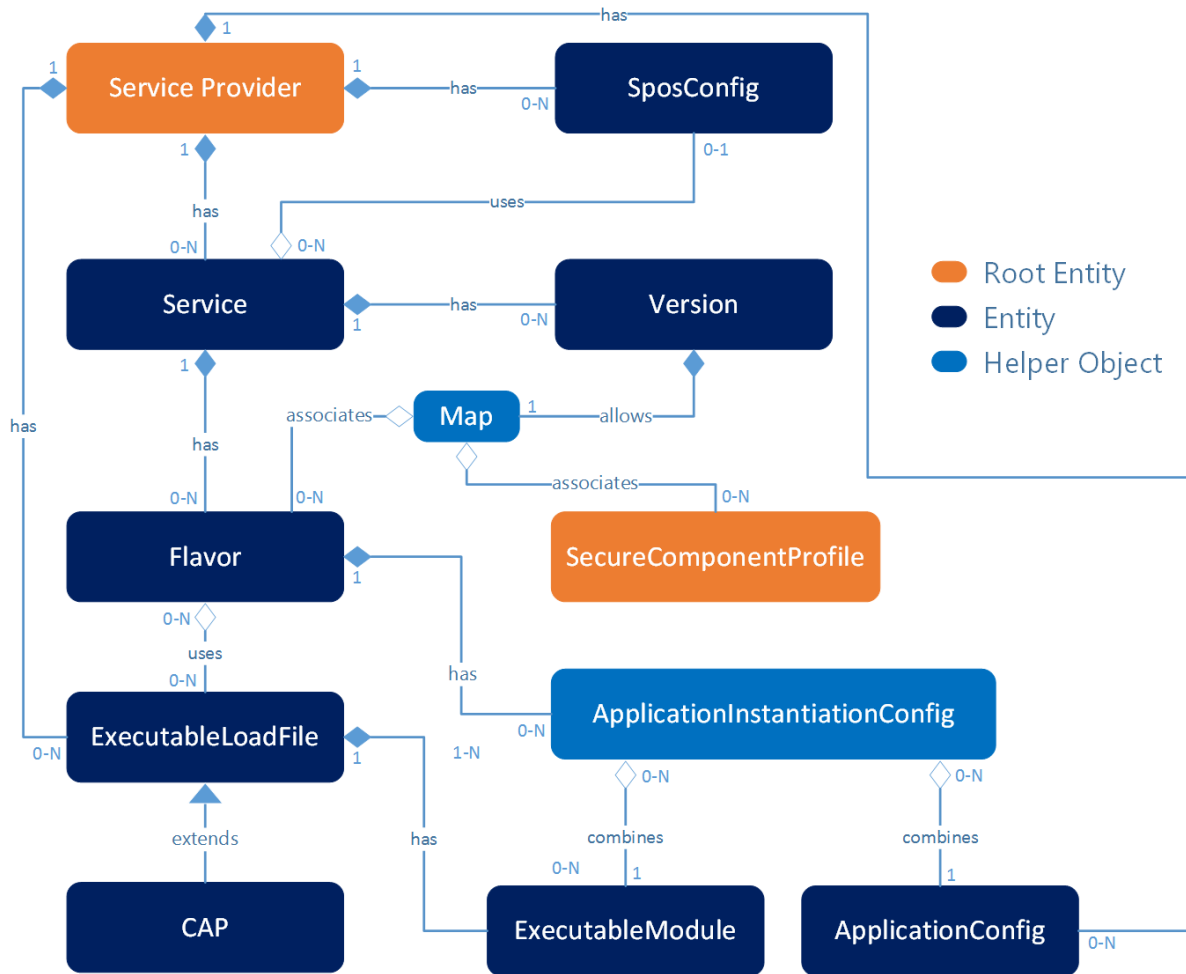 has
1
Service Provider
1
1
has
0-N
SposConfig
1
0-1
has
uses
0-N
0-N
Service
1
has
0-N
Version
Root Entity
Entity
Helper Object
1
associates
Map
1
allows
has
has
associates
0-N
0-N
0-N
Flavor
1
SecureComponentProfile
0-N
uses
0-N
has
ExecutableLoadFile
0-N
1
1-N
0-N
ApplicationInstantiationConfig
0-N
0-N
extends
has
combines
combines
0-N
1
1
CAP
ExecutableModule
ApplicationConfig
0-N